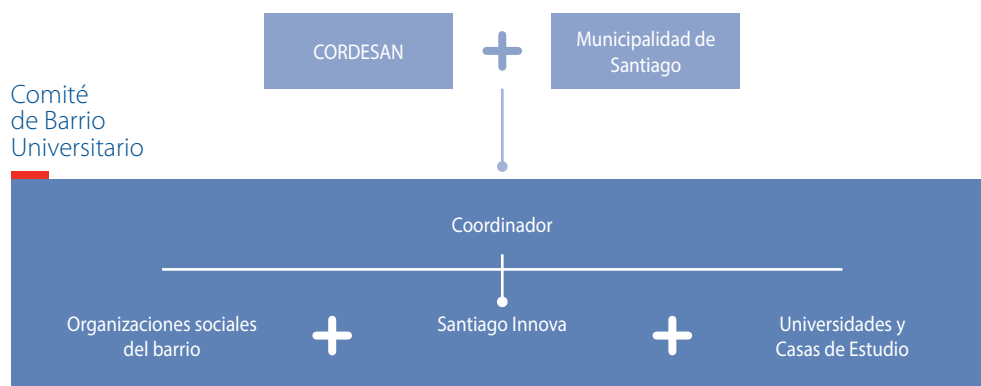 CORDESAN
Municipalidad de
Santiago
Comité
de Barrio
Universitario
Coordinador
Organizaciones sociales
del barrio
Santiago Innova
Universidades y
Casas de Estudio